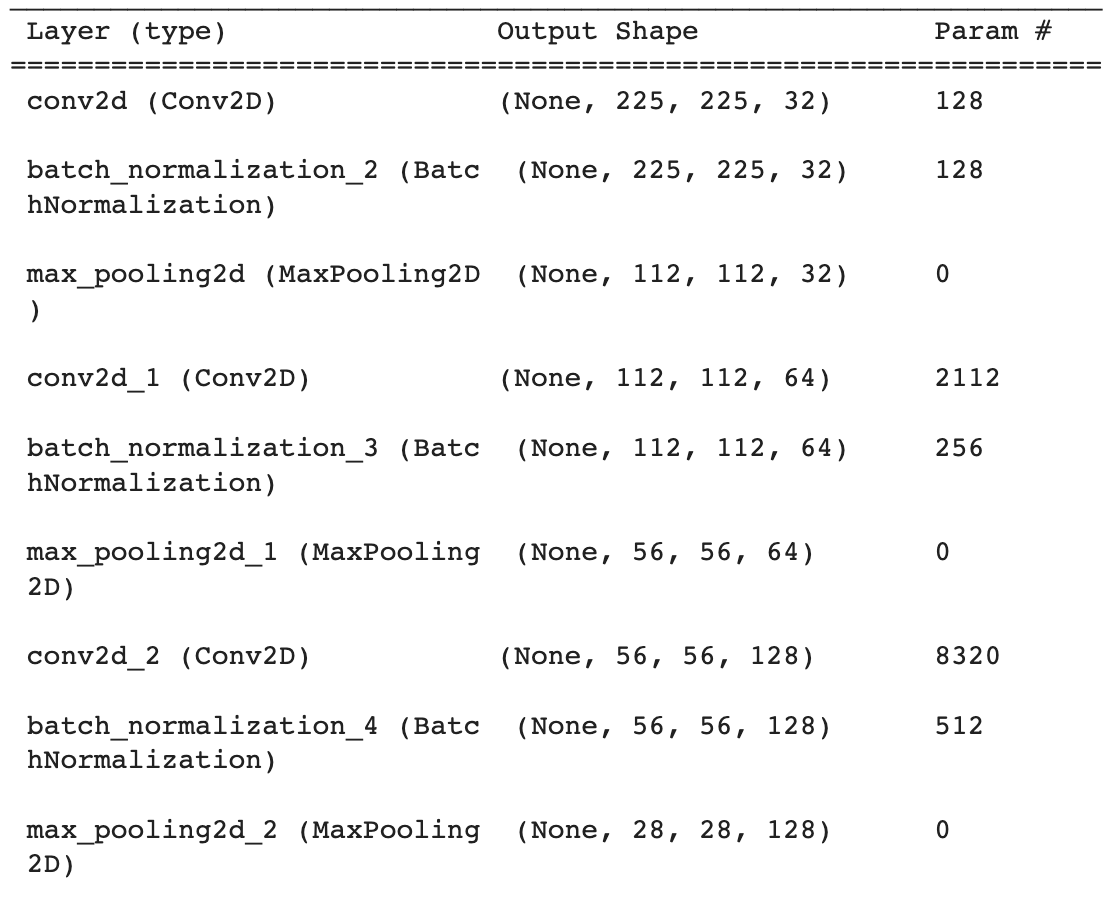 Layer (type) Output Shape Param #
=================================================================
conv2d (Conv2D) (None, 225, 225, 32) 128
batch_normalization_2 (Batc (None, 225, 225, 32) 128
hNormalization)
max_pooling2d (MaxPooling2D (None, 112, 112, 32) 0
)
conv2d_1 (Conv2D) (None, 112, 112, 64) 2112
batch_normalization_3 (Batc (None, 112, 112, 64) 256
hNormalization)
max_pooling2d_1 (MaxPooling (None, 56, 56, 64) 0
2D)
conv2d_2 (Conv2D) (None, 56, 56, 128) 8320
batch_normalization_4 (Batc (None, 56, 56, 128) 512
hNormalization)
max_pooling2d_2 (MaxPooling (None, 28, 28, 128) 0
2D)